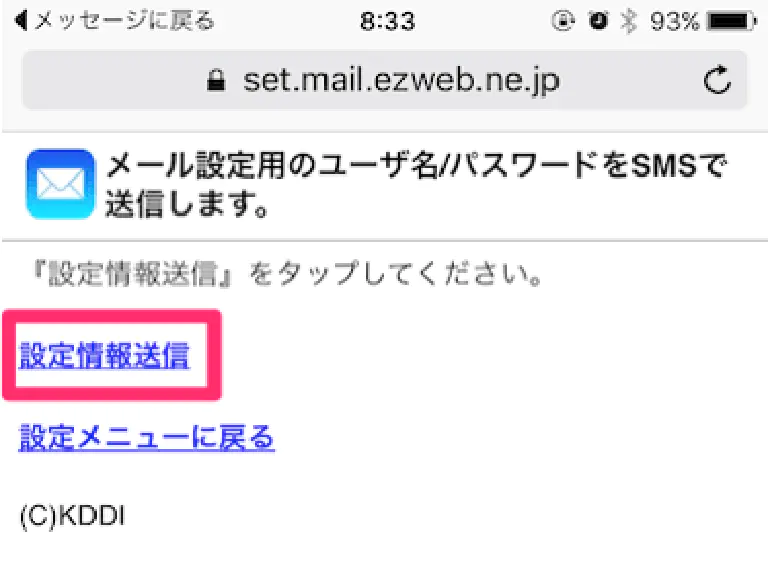 メッセージに戻る 8:33 93%
set.mail.ezweb.ne.jp
メール設定用のユーザ名/パスワードをSMSで
送信します。
『設定情報送信』をタップしてください。
設定情報送信
設定メニューに戻る
(C)KDDI